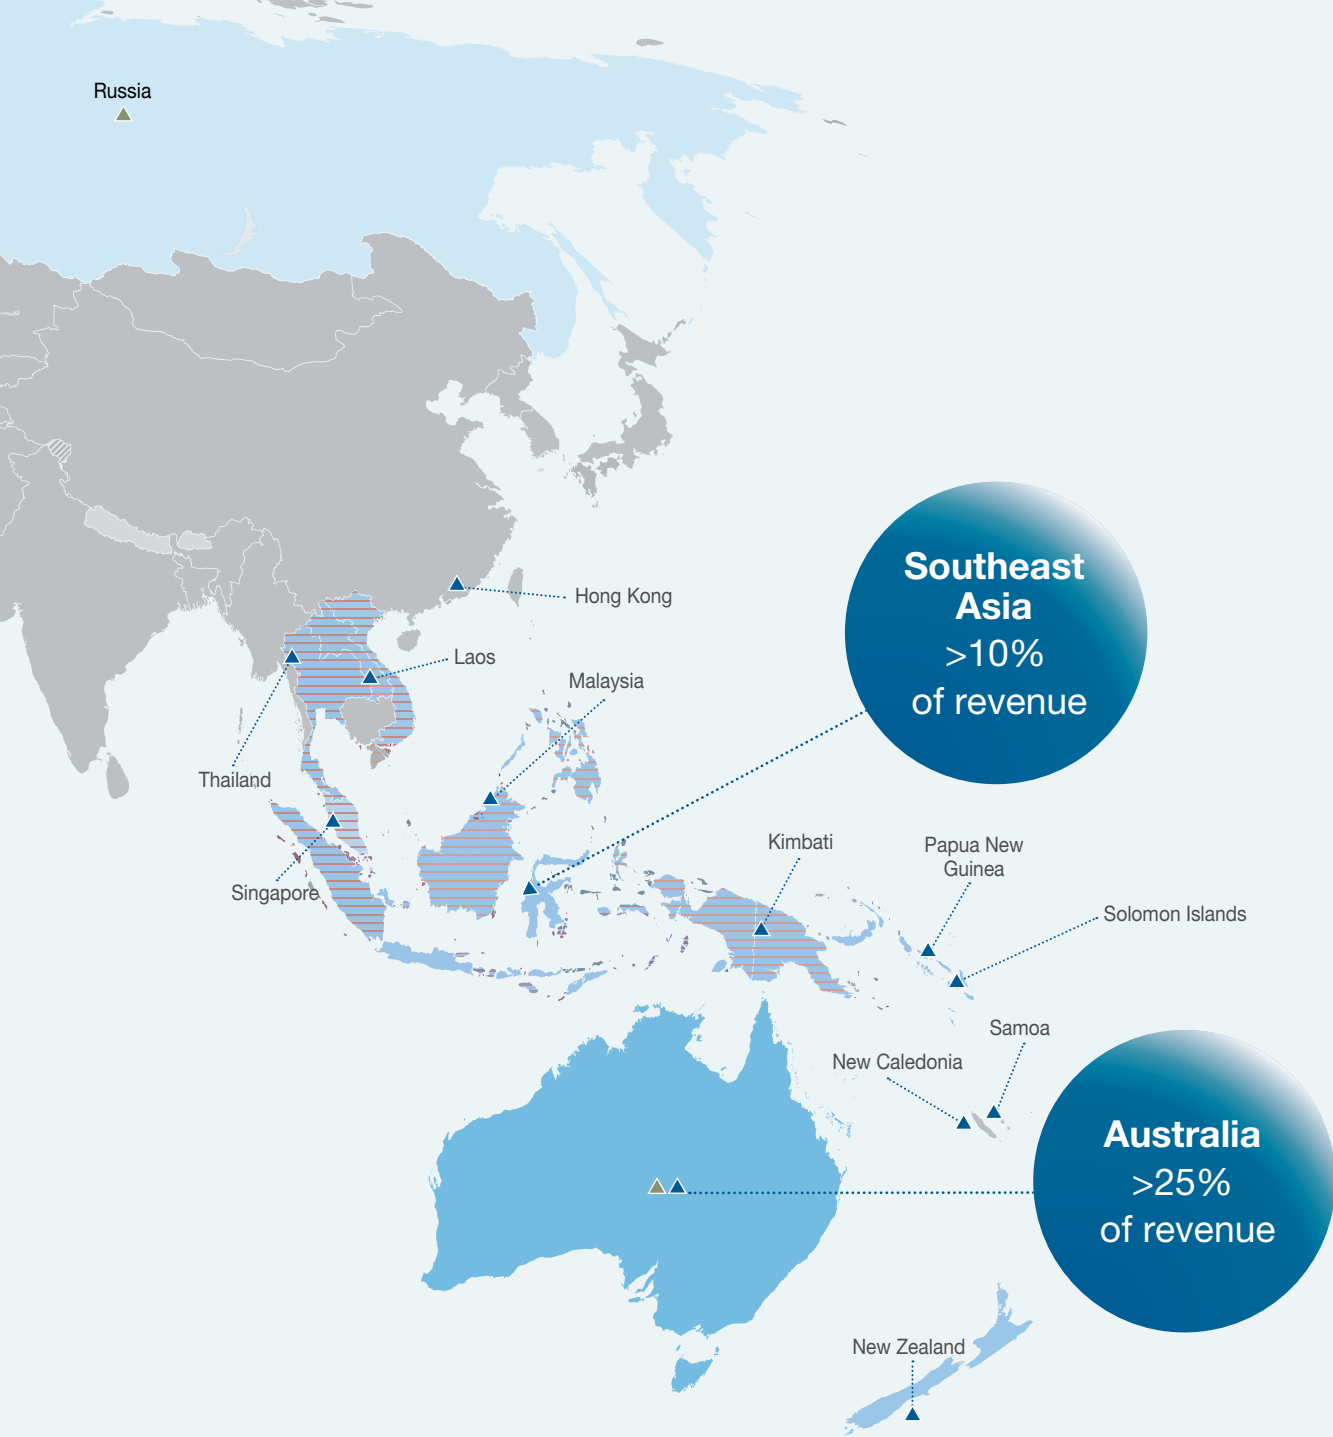 Russia
Southeast
Asia
>10%
of revenue
Hong Kong
Laos
Malaysia
Thailand
Kimbati
Papua New
Guinea
Singapore
Solomon Islands
Samoa
New Caledonia
Australia
>25%
of revenue
New Zealand